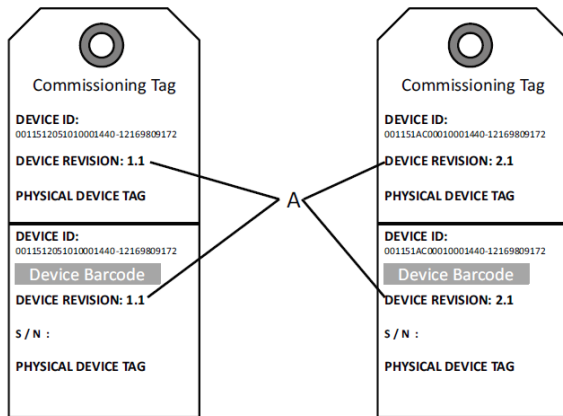 Commissioning Tag
DEVICE ID:
0011512051010001440-12169809172
DEVICE REVISION: 1.1
PHYSICAL DEVICE TAG
DEVICE ID:
0011512051010001440-12169809172
Device Barcode
DEVICE REVISION: 1.1
S / N :
PHYSICAL DEVICE TAG
A
Commissioning Tag
DEVICE ID:
001151AC00010001440-12169809172
DEVICE REVISION: 2.1
PHYSICAL DEVICE TAG
DEVICE ID:
001151AC00010001440-12169809172
Device Barcode
DEVICE REVISION: 2.1
S / N :
PHYSICAL DEVICE TAG